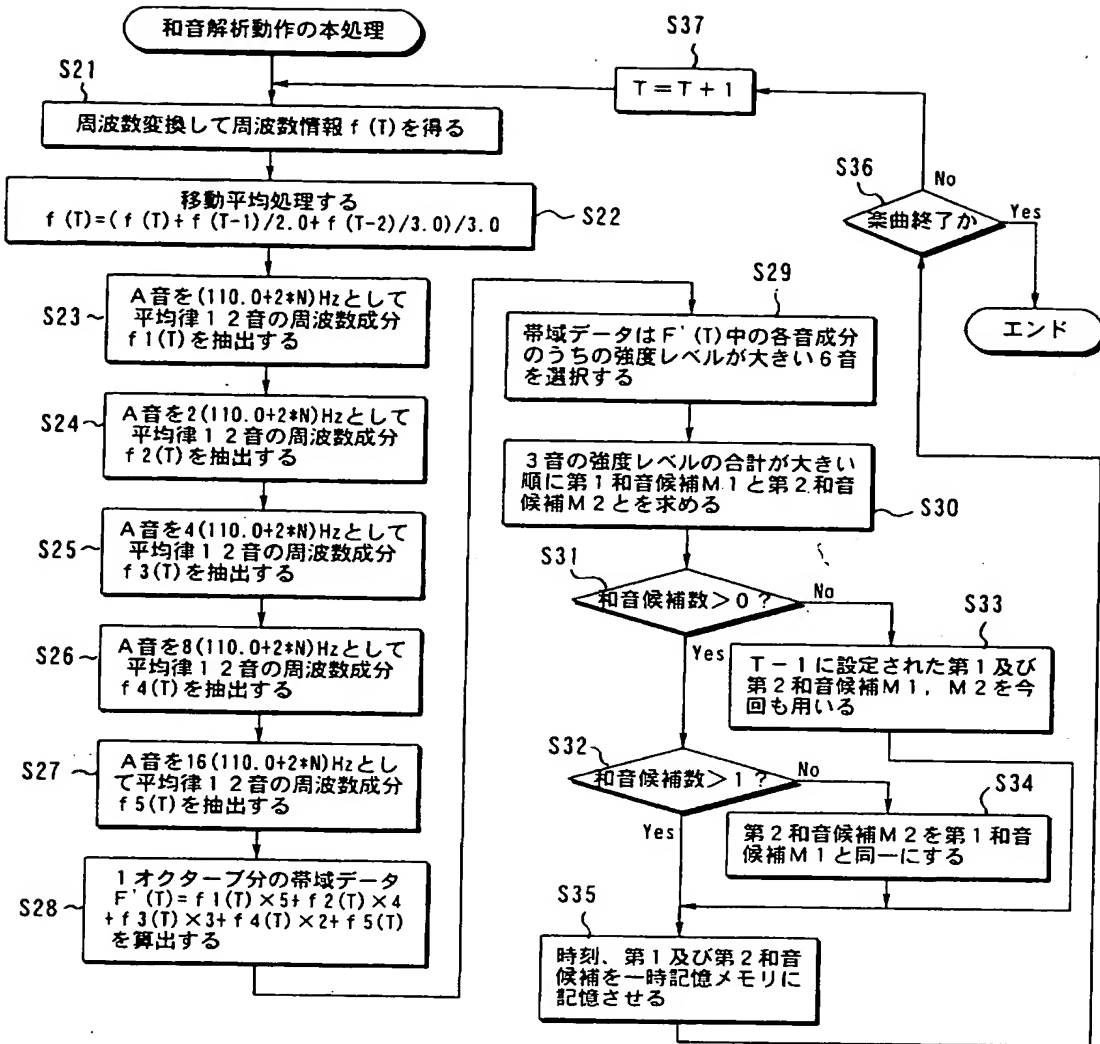 和音解析動作の本処理
S21
周波数変換して周波数情報f(T)を得る
移動平均処理する
f(T)=(f(T)+f(T-1)/2.0+f(T-2)/3.0)/3.0
S22
S23
A音を(110.0+2*N)Hzとして
平均律12音の周波数成分
f1(T)を抽出する
S24
A音を2(110.0+2*N)Hzとして
平均律12音の周波数成分
f2(T)を抽出する
S25
A音を4(110.0+2*N)Hzとして
平均律12音の周波数成分
f3(T)を抽出する
S26
A音を8(110.0+2*N)Hzとして
平均律12音の周波数成分
f4(T)を抽出する
S27
A音を16(110.0+2*N)Hzとし
て平均律12音の周波数成分
f5(T)を抽出する
S28
1オクターブ分の帯域データ
F'(T)=f1(T)×5+f2(T)×4
+f3(T)×3+f4(T)×2+f5(T)
を算出する
S29
帯域データはF'(T)中の各音成分
のうちの強度レベルが大きい6音
を選択する
3音の強度レベルの合計が大きい
順に第1和音候補M1と第2和音
候補M2とを求める
S30
S31
和音候補数>0?
No
Yes
S33
T-1に設定された第1及び
第2和音候補M1,M2を今
回も用いる
S32
和音候補数>1?
No
Yes
S34
第2和音候補M2を第1和音
候補M1と同一にする
S35
時刻、第1及び第2和音
候補を一時記憶メモリに
記憶させる
S36
楽曲終了か
No
Yes
エンド
S37
T=T+1